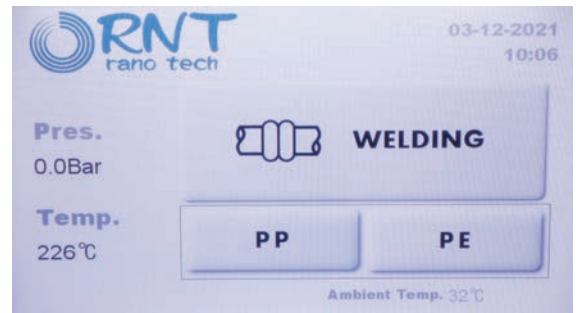 RNT
rano tech
03-12-2021
10:06
Pres.
0.0Bar
WELDING
Temp.
226℃
PP
PE
Ambient Temp. 32℃